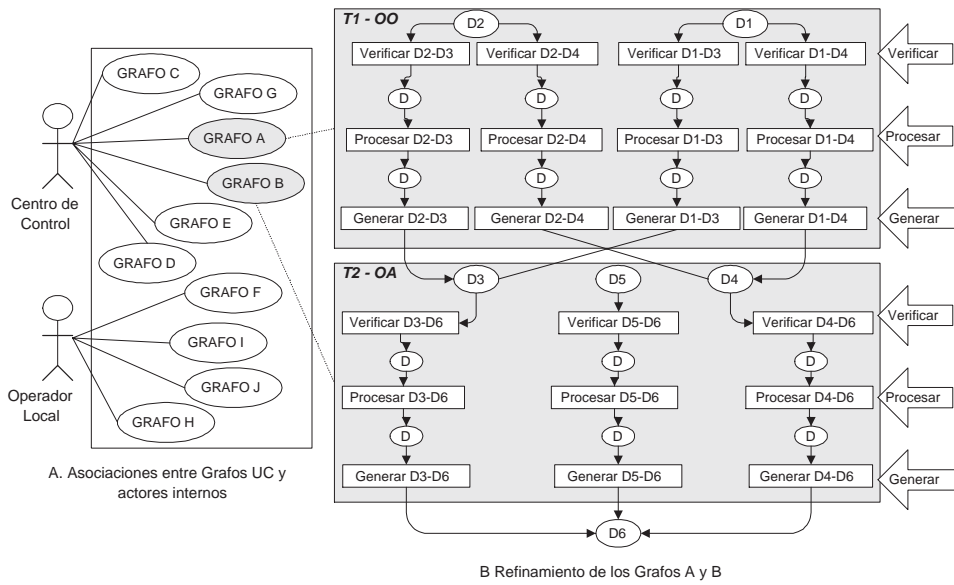 GRAFO C
GRAFO G
GRAFO A
GRAFO B
GRAFO E
GRAFO D
Centro de
Control
GRAFO F
GRAFO I
GRAFO J
GRAFO H
Operador
Local
A. Asociaciones entre Grafos UC y
actores internos
T1 - OO
D2
D1
Verificar D2-D3
Verificar D2-D4
Verificar D1-D3
Verificar D1-D4
Verificar
D
D
D
D
Procesar D2-D3
Procesar D2-D4
Procesar D1-D3
Procesar D1-D4
Procesar
D
D
D
D
Generar D2-D3
Generar D2-D4
Generar D1-D3
Generar D1-D4
Generar
T2 - OA
D3
D5
D4
Verificar D3-D6
Verificar D5-D6
Verificar D4-D6
Verificar
D
D
D
Procesar D3-D6
Procesar D5-D6
Procesar D4-D6
Procesar
D
D
D
Generar D3-D6
Generar D5-D6
Generar D4-D6
Generar
D6
B Refinamiento de los Grafos A y B